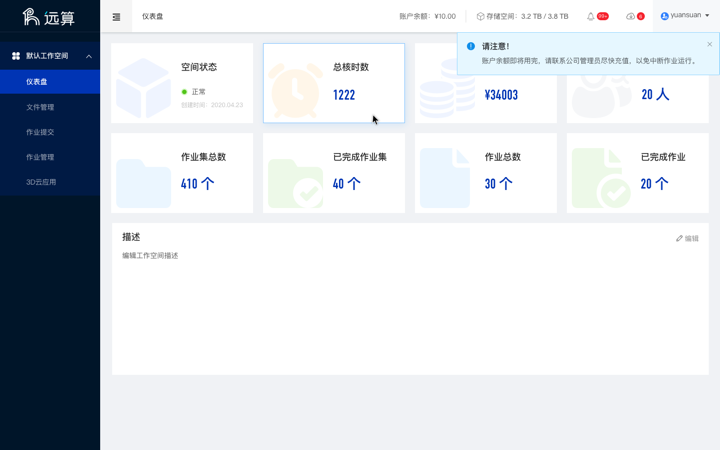 远算
仪表盘
账户余额: ¥10.00
存储空间: 3.2 TB / 3.8 TB
99+
6
yuansuan
默认工作空间
仪表盘
文件管理
作业提交
作业管理
3D云应用
请注意!
账户余额即将用完，请联系公司管理员尽快充值，以免中断作业运行。
空间状态
正常
创建时间: 2020.04.23
总核时数
1222
¥34003
20 人
作业集总数
410 个
已完成作业集
40 个
作业总数
30 个
已完成作业
20 个
描述
编辑
编辑工作空间描述